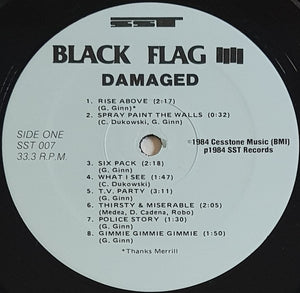 SST
BLACK FLAG
DAMAGED
1. RISE ABOVE (2:17)
(G. Ginn)*
2. SPRAY PAINT THE WALLS (0:32)
(C. Dukowski, G. Ginn)
SIDE ONE
SST 007
33.3 R.P.M.
©1984 Cesstone Music (BMI)
p1984 SST Records
3. SIX PACK (2:18)
(G. Ginn)
4. WHAT I SEE (1:47)
(C. Dukowski)
5. T.V. PARTY (3:11)
(G. Ginn)
6. THIRSTY & MISERABLE (2:05)
(Medea, D. Cadena, Robo)
7. POLICE STORY (1:30)
(G. Ginn)
8. GIMMIE GIMMIE GIMMIE (1:50)
(G. Ginn)
*Thanks Merrill